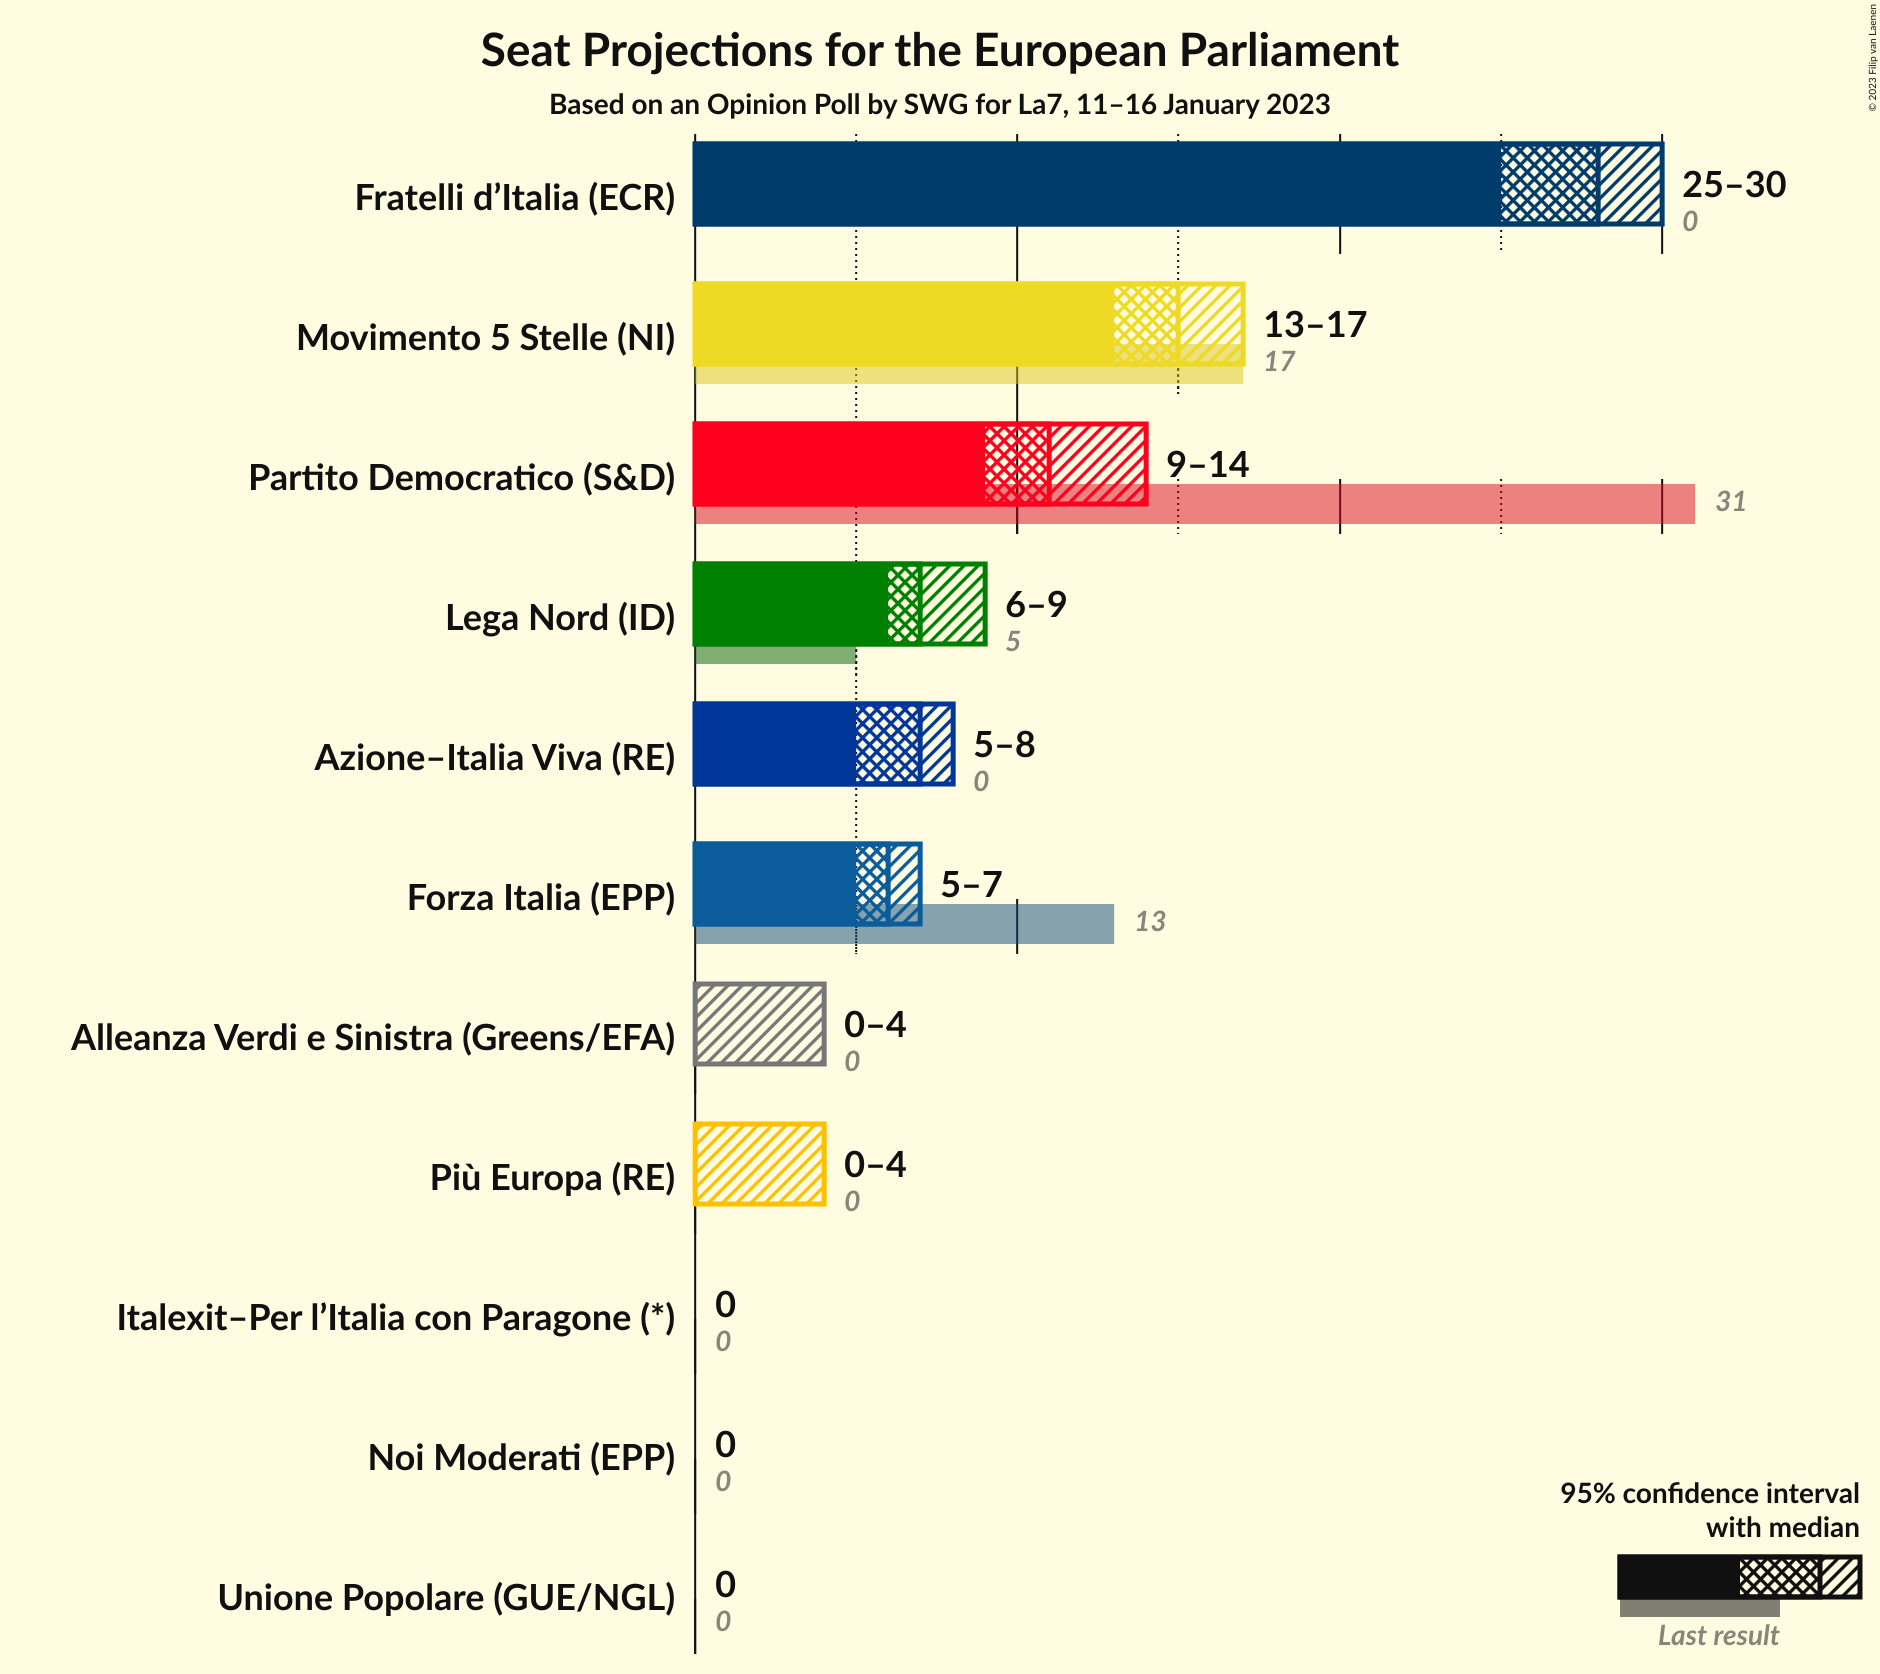 © 2023 Filip van Laenen
Seat Projections for the European Parliament
Based on an Opinion Poll by SWG for La7, 11–16 January 2023
Fratelli d’Italia (ECR)
25–30
0
Movimento 5 Stelle (NI)
13–17
17
Partito Democratico (S&D)
9–14
31
Lega Nord (ID)
6–9
5
Azione–Italia Viva (RE)
5–8
0
Forza Italia (EPP)
5–7
13
Alleanza Verdi e Sinistra (Greens/EFA)
0–4
0
Più Europa (RE)
0–4
0
Italexit–Per l’Italia con Paragone (*)
0
0
Noi Moderati (EPP)
0
0
Unione Popolare (GUE/NGL)
0
0
95% confidence interval
with median
Last result